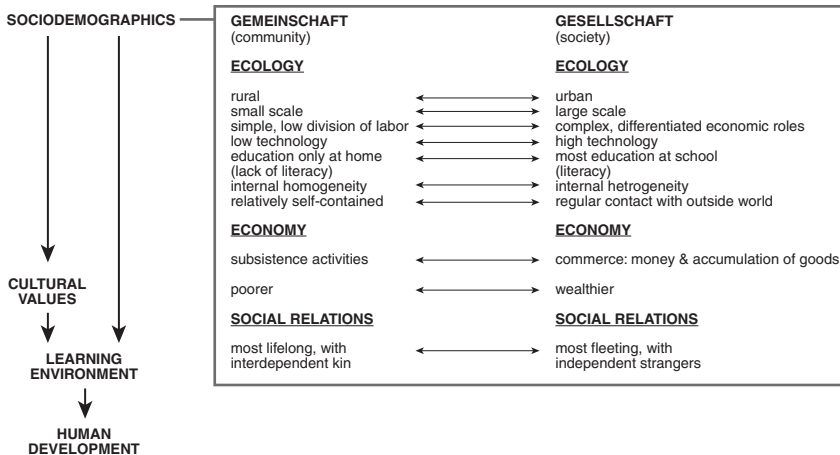 SOCIODEMOGRAPHICS
CULTURAL
VALUES
LEARNING
ENVIRONMENT
HUMAN
DEVELOPMENT
GEMEINSCHAFT GESELLSCHAFT
(community) (society)
ECOLOGY ECOLOGY
rural urban
small scale large scale
simple, low division of labor complex, differentiated economic roles
low technology high technology
education only at home most education at school
(lack of literacy) (literacy)
internal homogeneity internal hetrogeneity
relatively self-contained regular contact with outside world
ECONOMY ECONOMY
subsistence activities commerce: money & accumulation of goods
poorer wealthier
SOCIAL RELATIONS SOCIAL RELATIONS
most lifelong, with most fleeting, with
interdependent kin independent strangers